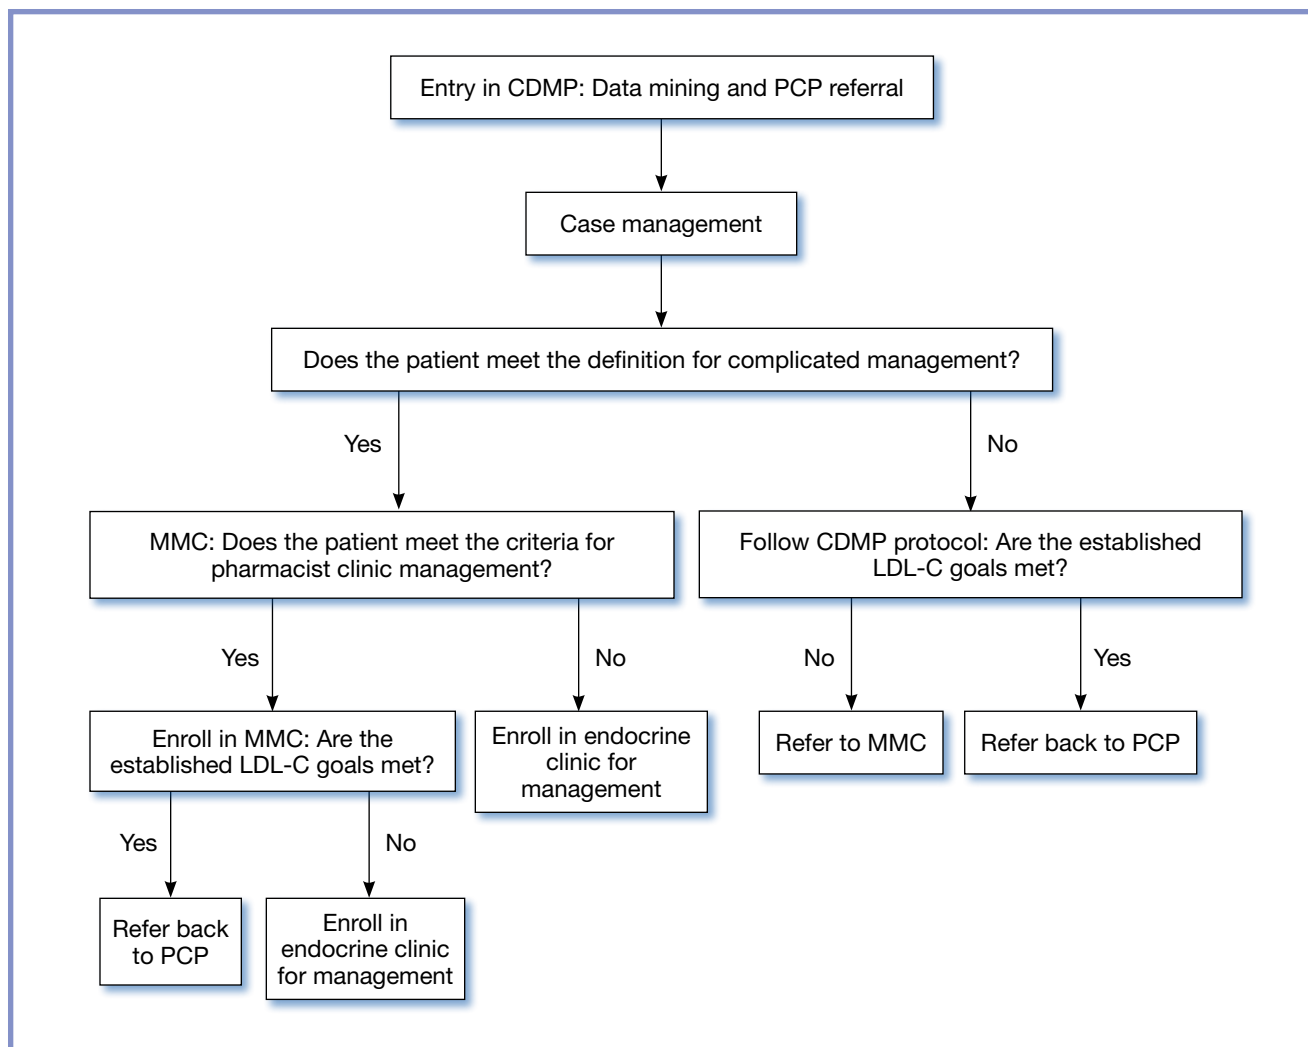 Entry in CDMP: Data mining and PCP referral
Case management
Does the patient meet the definition for complicated management?
Yes
No
MMC: Does the patient meet the criteria for
pharmacist clinic management?
Follow CDMP protocol: Are the established
LDL-C goals met?
Yes
No
No
Yes
Enroll in MMC: Are the
established LDL-C goals met?
Enroll in endocrine
clinic for
management
Refer to MMC
Refer back to PCP
Yes
No
Refer back
to PCP
Enroll in
endocrine clinic
for management